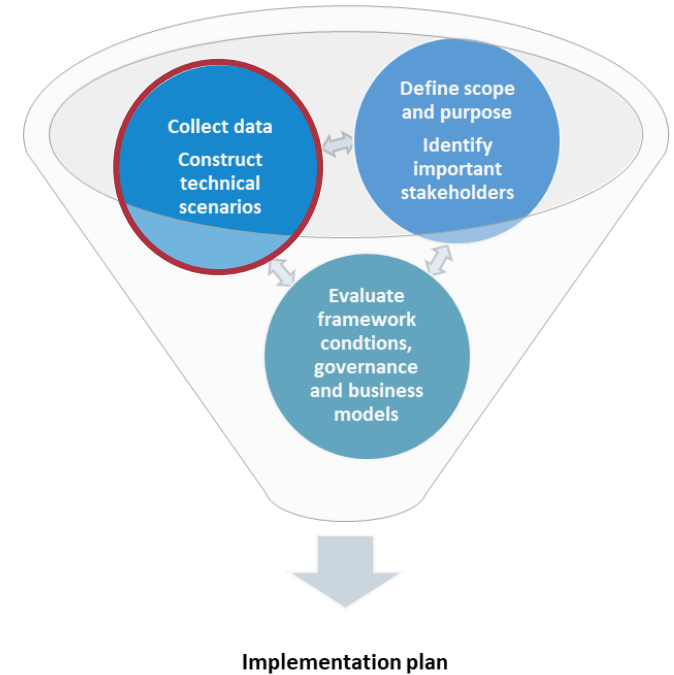 Collect data
Construct
technical
scenarios
Define scope
and purpose
Identify
important
stakeholders
Evaluate
framework
condtions,
governance
and business
models
Implementation plan